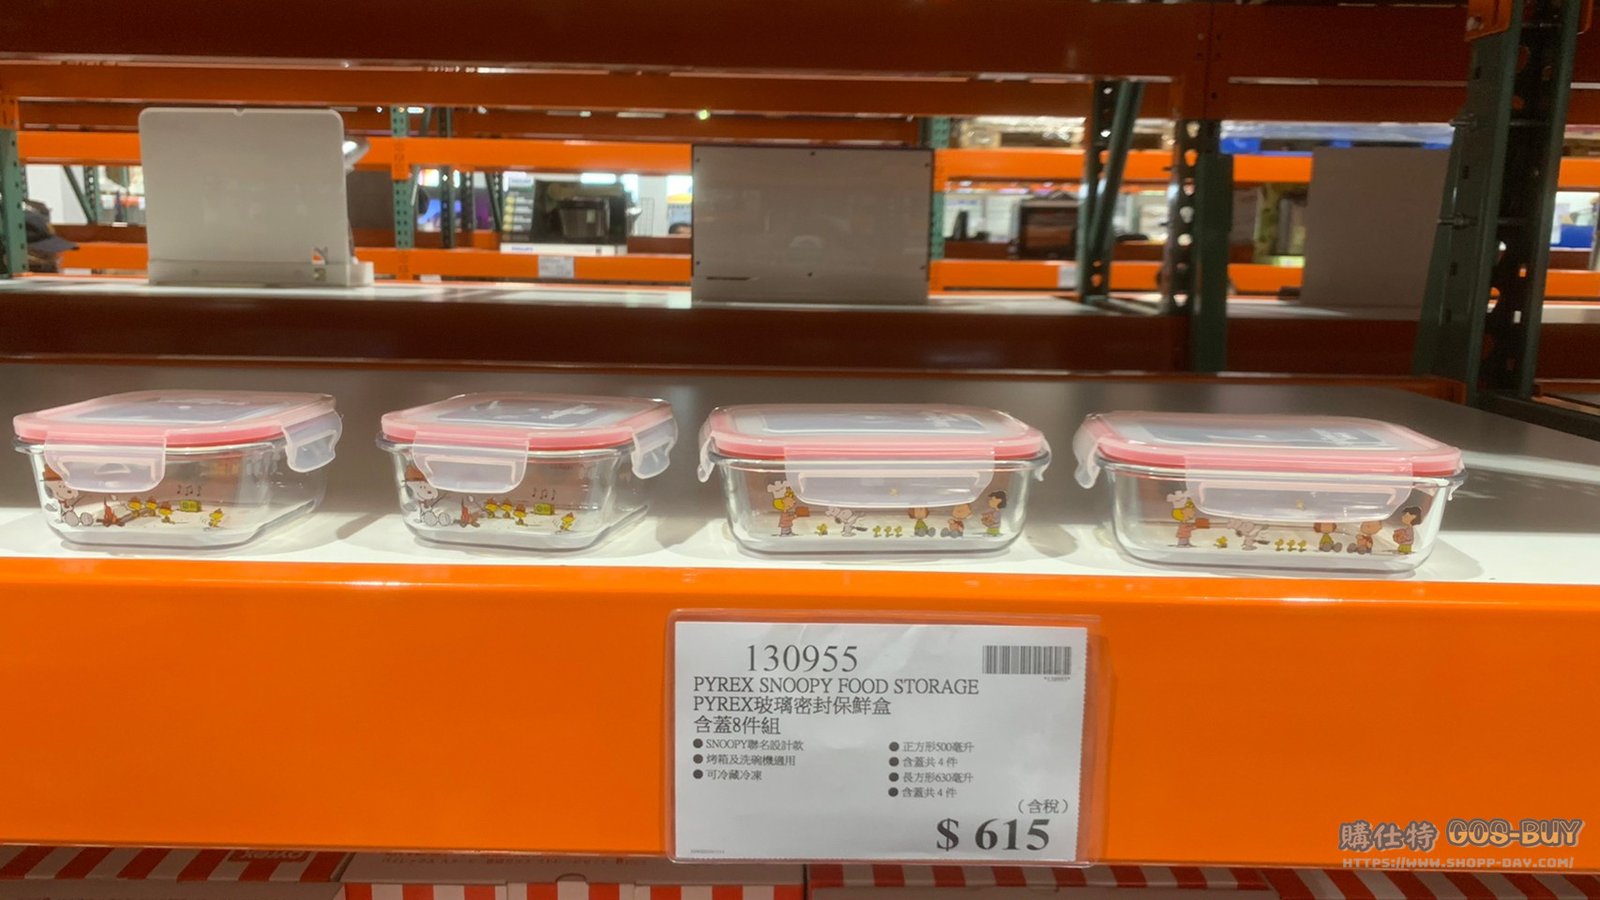 130955
PYREX SNOOPY FOOD STORAGE
PYREX玻璃密封保鮮盒
含蓋8件組
● SNOOPY聯名設計款
● 烤箱及洗碗機適用
● 可冷藏冷凍
● 正方形500毫升
● 含蓋共 4 件
● 長方形630毫升
● 含蓋共 4 件
（含稅）
$ 615
購仕特 GOS-BUY
HTTPS://WWW.SHOPP-DAY.COM/